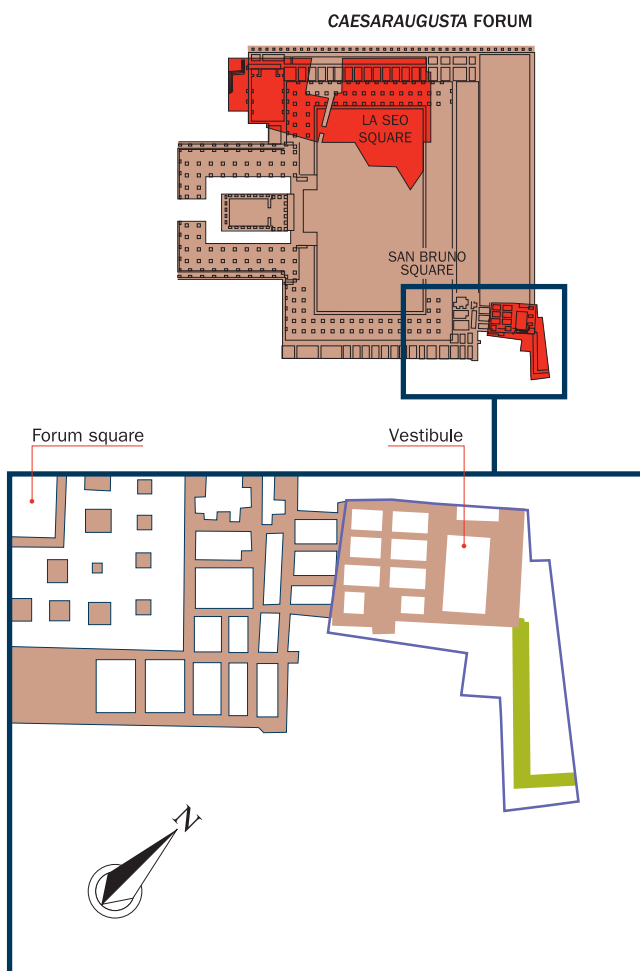 CAESARAUGUSTA FORUM
LA SEO
SQUARE
SAN BRUNO
SQUARE
Forum square
Vestibule
N